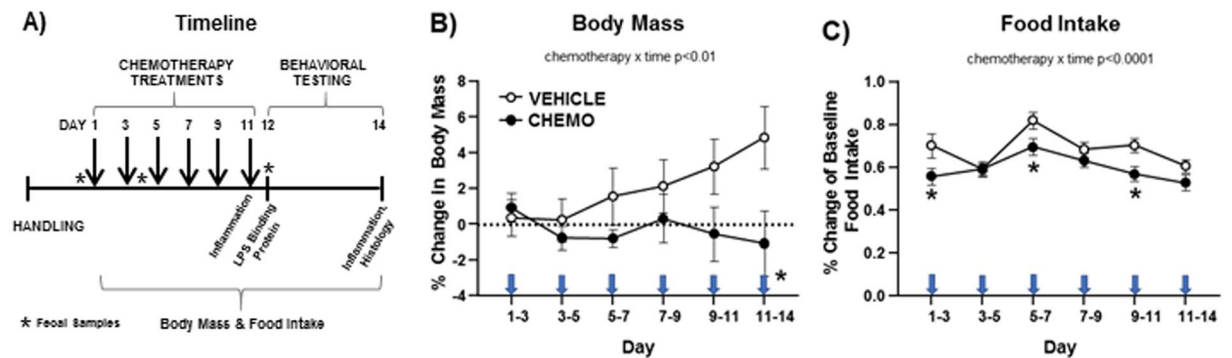 A)
Timeline
CHEMOTHERAPY
TREATMENTS
BEHAVIORAL
TESTING
DAY 1 3 5 7 9 11 12 14
* * *
HANDLING
Inflammation
LPS Binding
Protein
Inflammation,
Histology
* Fecal Samples
Body Mass & Food Intake
B)
Body Mass
chemotherapy x time p<0.01
% Change In Body Mass
8
6
4
2
0
-2
-4
VEHICLE
CHEMO
*
1-3 3-5 5-7 7-9 9-11 11-14
Day
C)
Food Intake
chemotherapy x time p<0.0001
% Change of Baseline
Food Intake
1.0
0.8
0.6
0.4
0.2
0.0
* * *
1-3 3-5 5-7 7-9 9-11 11-14
Day